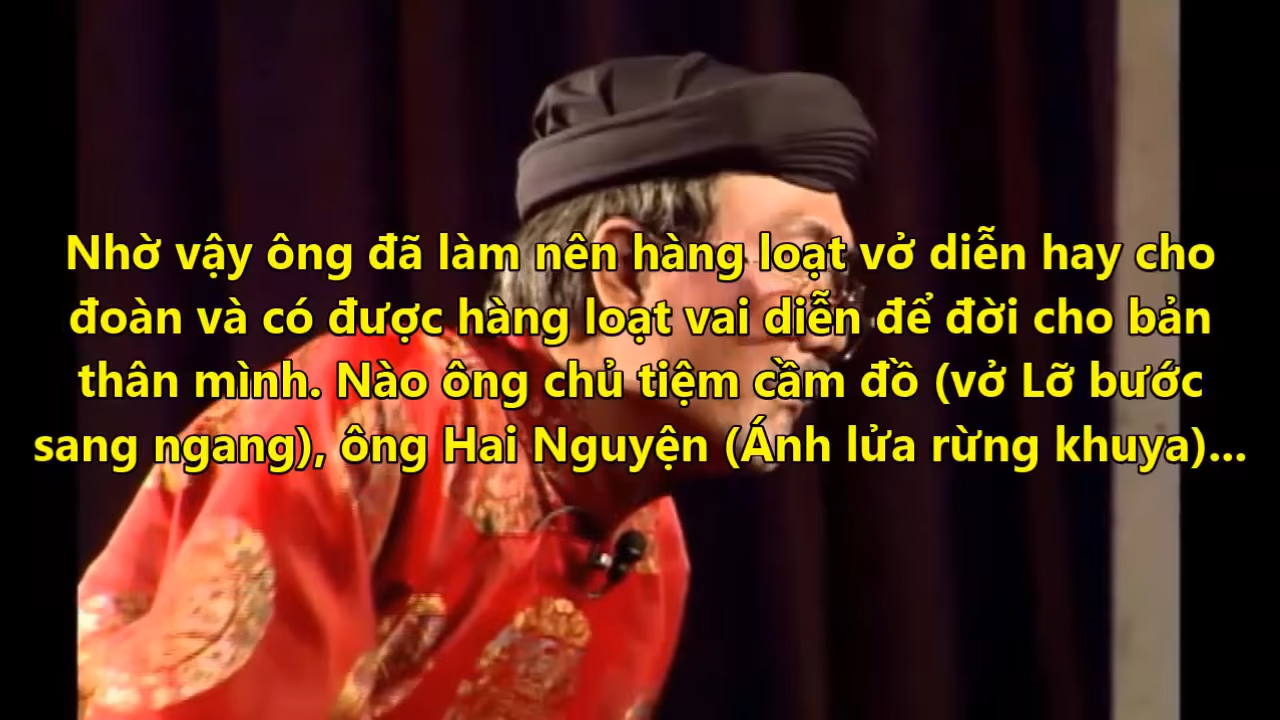 Nhờ vậy ông đã làm nên hàng loạt vở diễn hay cho
đoàn và có được hàng loạt vai diễn để đời cho bản
thân mình. Nào ông chủ tiệm cầm đồ (vở Lỡ bước
sang ngang), ông Hai Nguyện (Ánh lửa rừng khuya)...